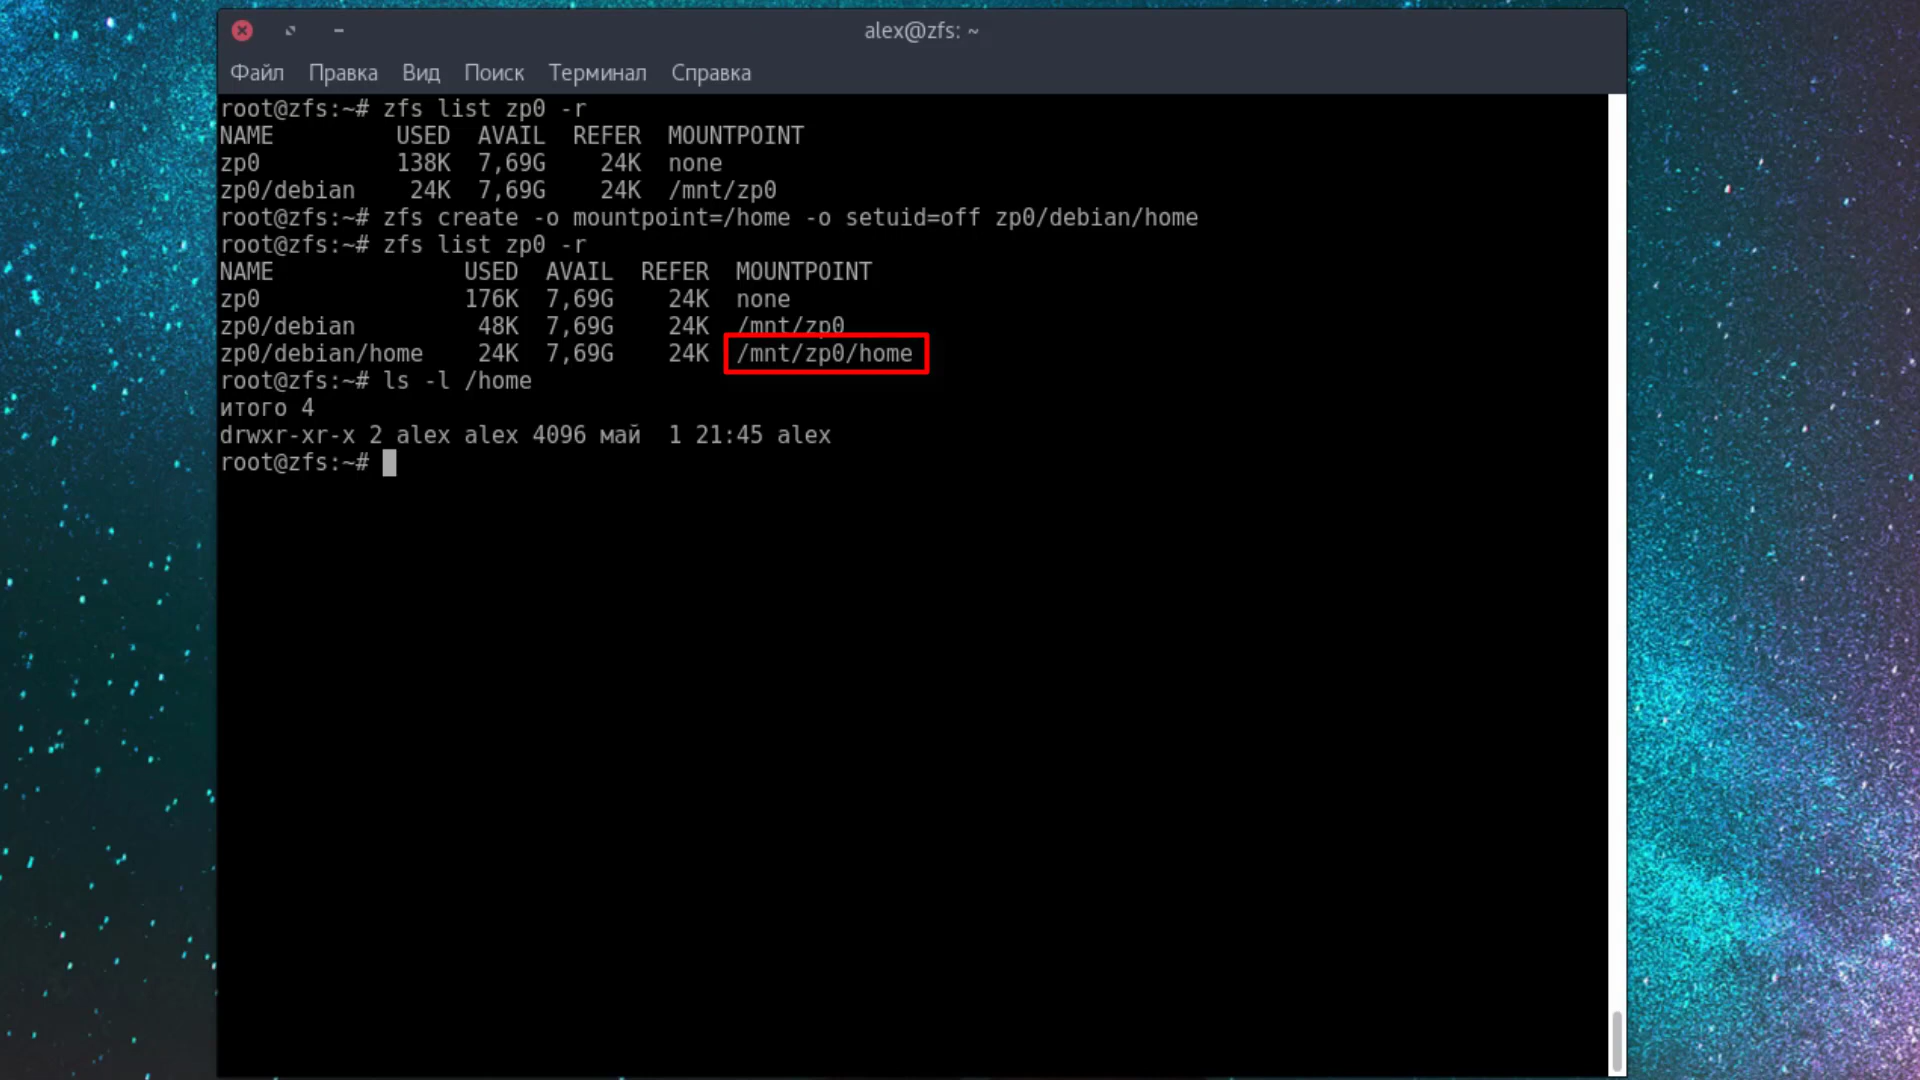 alex@zfs: ~
Файл Правка Вид Поиск Терминал Справка
root@zfs:~# zfs list zp0 -r
NAME         USED  AVAIL  REFER  MOUNTPOINT
zp0          138K  7,69G    24K  none
zp0/debian    24K  7,69G    24K  /mnt/zp0
root@zfs:~# zfs create -o mountpoint=/home -o setuid=off zp0/debian/home
root@zfs:~# zfs list zp0 -r
NAME              USED  AVAIL  REFER  MOUNTPOINT
zp0               176K  7,69G    24K  none
zp0/debian         48K  7,69G    24K  /mnt/zp0
zp0/debian/home    24K  7,69G    24K  /mnt/zp0/home
root@zfs:~# ls -l /home
итого 4
drwxr-xr-x 2 alex alex 4096 май  1 21:45 alex
root@zfs:~#